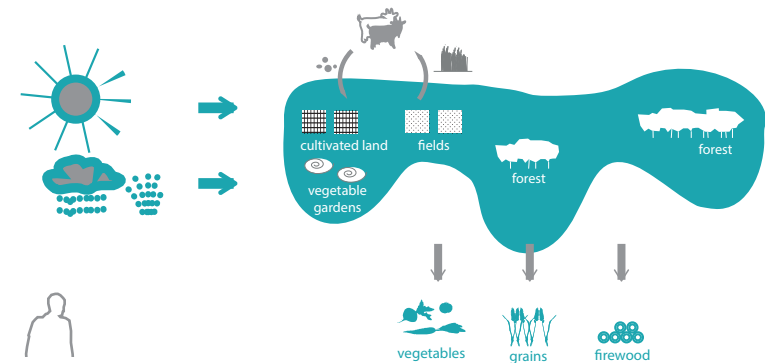 cultivated land
fields
forest
forest
vegetable
gardens
vegetables
grains
firewood